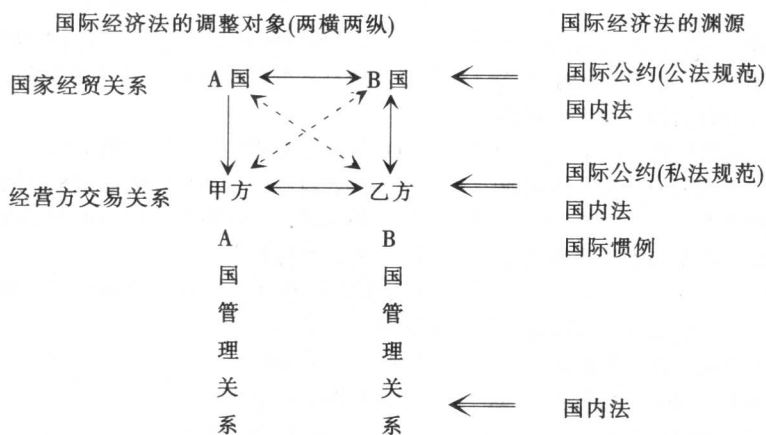 国际经济法的调整对象(两横两纵) 国际经济法的渊源
国家经贸关系 A国 B国 国际公约(公法规范)
国内法
经营方交易关系 甲方 乙方 国际公约(私法规范)
国内法
国际惯例
A国管理关系
B国管理关系
国内法